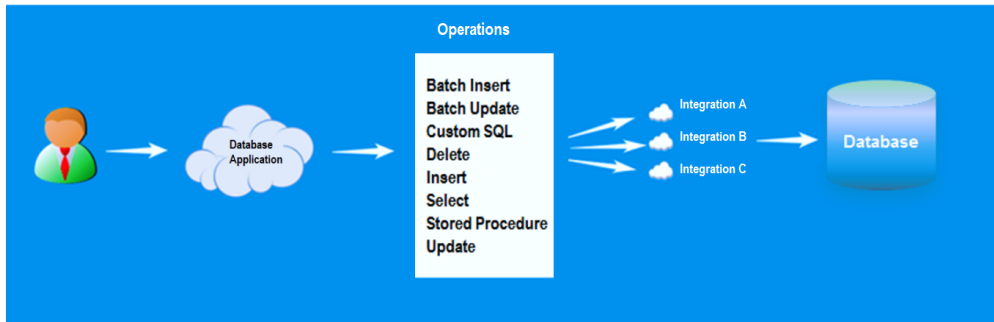 Operations
Database
Application
Batch Insert
Batch Update
Custom SQL
Delete
Insert
Select
Stored Procedure
Update
Integration A
Integration B
Integration C
Database